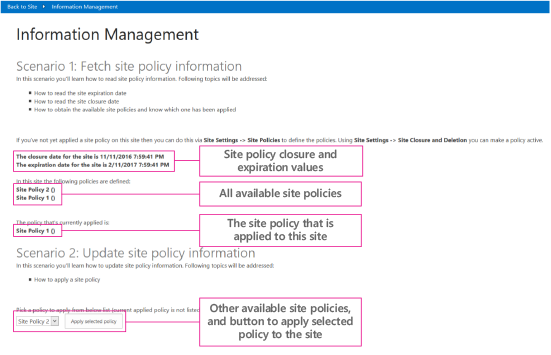 Back to Site ▸ Information Management
Information Management
Scenario 1: Fetch site policy information
In this scenario you'll learn how to read site policy information. Following topics will be addressed:
How to read the site expiration date
How to read the site closure date
How to obtain the available site policies and know which one has been applied
If you've not yet applied a site policy on this site then you can do this via Site Settings -> Site Policies to define the policies. Using Site Settings -> Site Closure and Deletion you can make a policy active.
The closure date for the site is 11/11/2016 7:59:41 PM
The expiration date for the site is 2/11/2017 7:59:41 PM
Site policy closure and
expiration values
In this site the following policies are defined:
Site Policy 2 ()
Site Policy 1 ()
All available site policies
The policy that's currently applied is:
Site Policy 1 ()
The site policy that is
applied to this site
Scenario 2: Update site policy information
In this scenario you'll learn how to update site policy information. Following topics will be addressed:
How to apply a site policy
Pick a policy to apply from below list (current applied policy is not listed
Site Policy 2
Apply selected policy
Other available site policies,
and button to apply selected
policy to the site